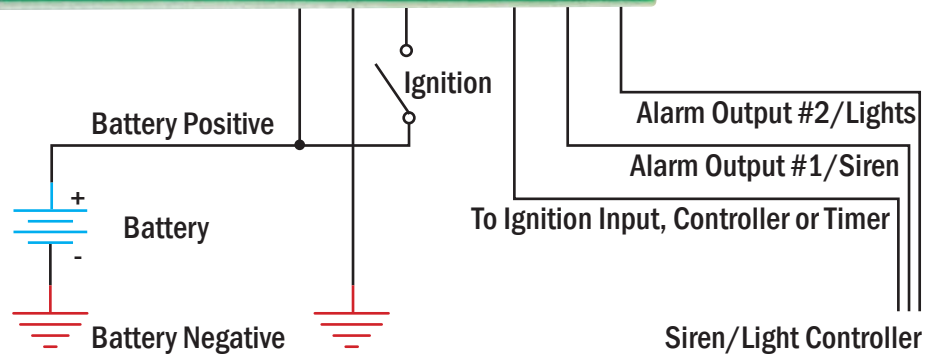 Ignition
Battery Positive
Alarm Output #2/Lights
Alarm Output #1/Siren
+
Battery
To Ignition Input, Controller or Timer
-
Battery Negative
Siren/Light Controller